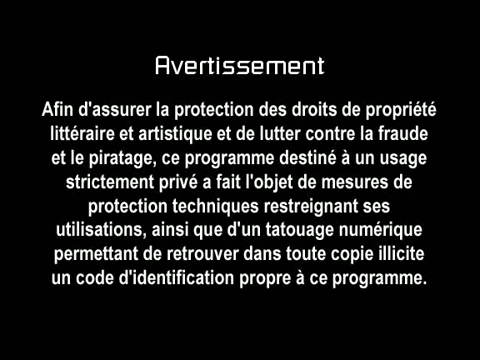 Avertissement
Afin d'assurer la protection des droits de propriété
littéraire et artistique et de lutter contre la fraude
et le piratage, ce programme destiné à un usage
strictement privé a fait l'objet de mesures de
protection techniques restreignant ses
utilisations, ainsi que d'un tatouage numérique
permettant de retrouver dans toute copie illicite
un code d'identification propre à ce programme.